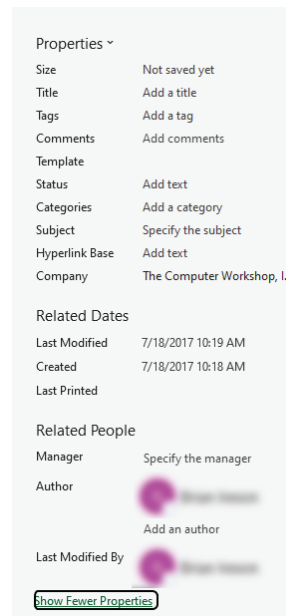 Properties
Size Not saved yet
Title Add a title
Tags Add a tag
Comments Add comments
Template
Status Add text
Categories Add a category
Subject Specify the subject
Hyperlink Base Add text
Company The Computer Workshop, I.
Related Dates
Last Modified 7/18/2017 10:19 AM
Created 7/18/2017 10:18 AM
Last Printed
Related People
Manager Specify the manager
Author
Add an author
Last Modified By
Show Fewer Properties